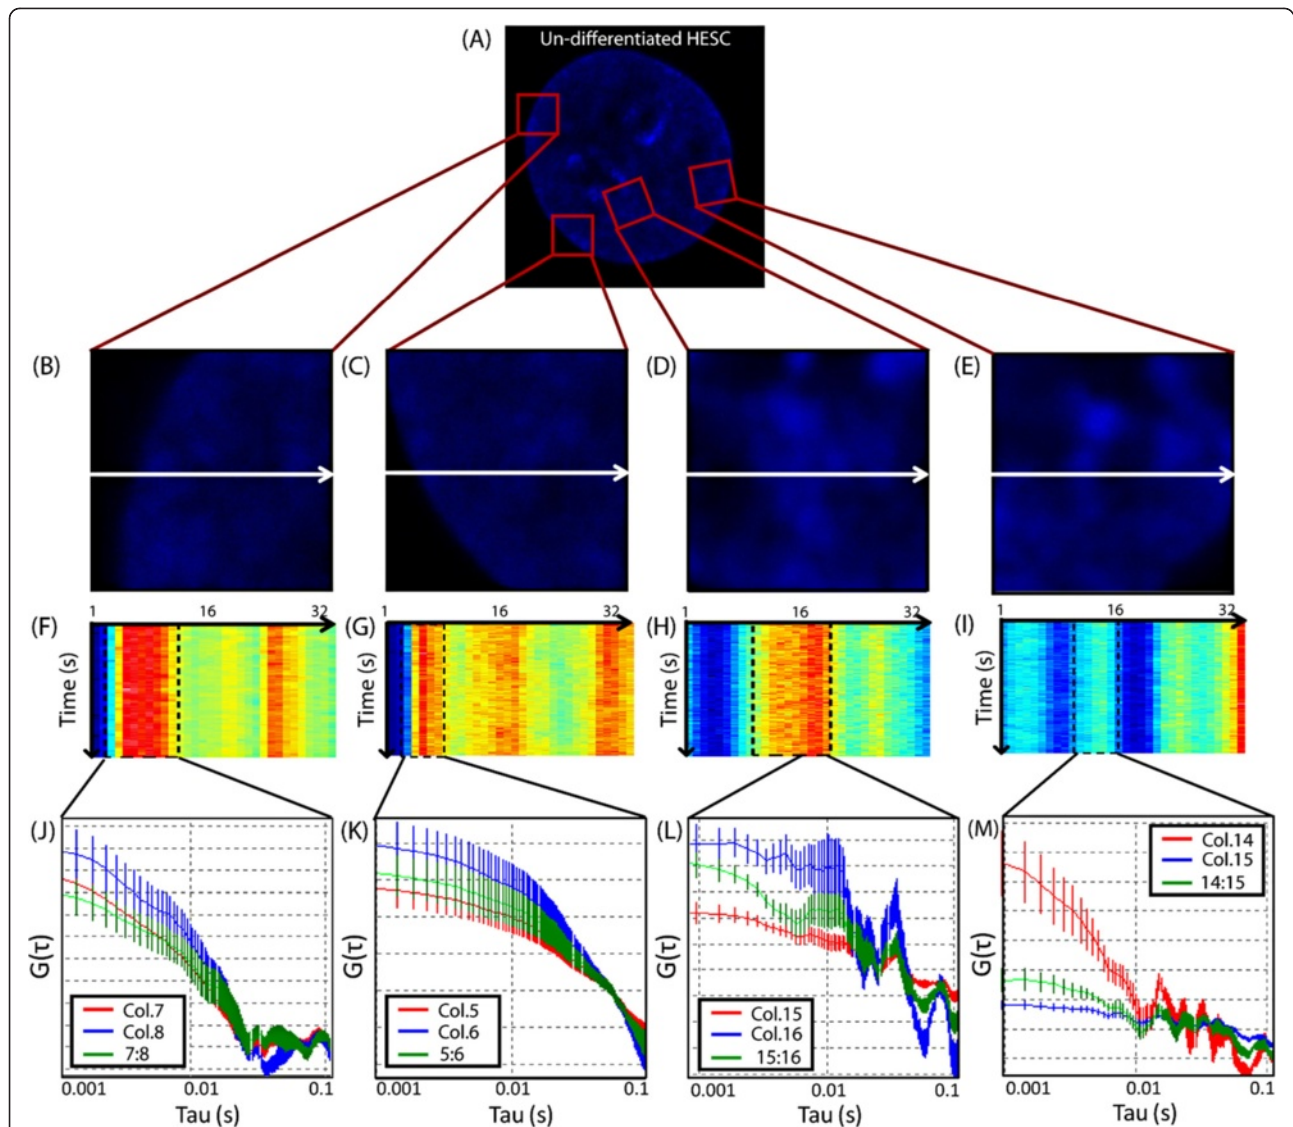 (A)
Un-differentiated HESC
(B)
(C)
(D)
(E)
1 16 32
1 16 32
1 16 32
1 16 32
(F)
(G)
(H)
(I)
Time (s)
Time (s)
Time (s)
Time (s)
(J)
(K)
(L)
(M)
G(τ)
G(τ)
G(τ)
G(τ)
Col.7
Col.8
7:8
Col.5
Col.6
5:6
Col.15
Col.16
15:16
Col.14
Col.15
14:15
0.001 0.01 0.1
0.001 0.01 0.1
0.001 0.01 0.1
0.001 0.01 0.1
Tau (s)
Tau (s)
Tau (s)
Tau (s)